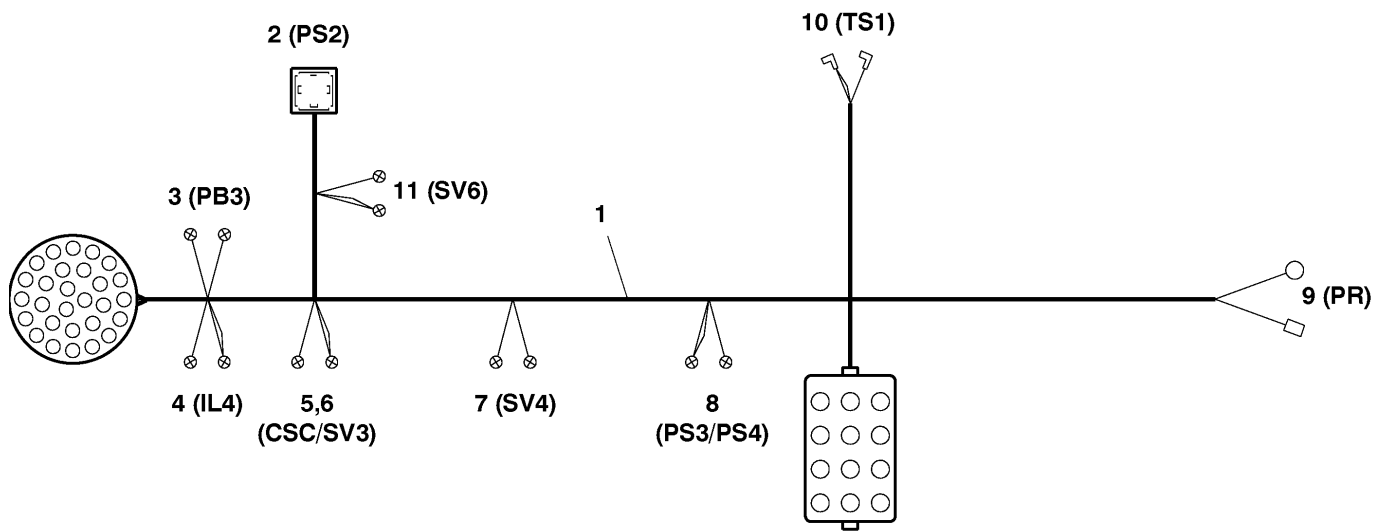 10 (TS1)
2 (PS2)
3 (PB3)
11 (SV6)
1
9 (PR)
4 (IL4)
5,6
(CSC/SV3)
7 (SV4)
8
(PS3/PS4)